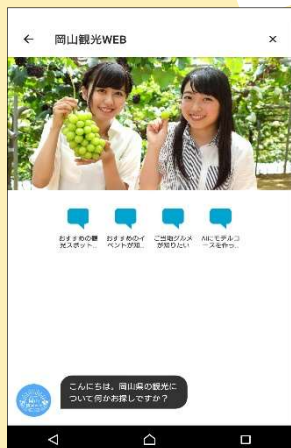 岡山観光WEB
おすすめの観
光スポット…
おすすめのイ
ベントが知…
ご当地グルメ
が知りたい
AIにモデルコ
ースを作っ…
こんにちは。岡山県の観光に
ついて何かお探しですか？